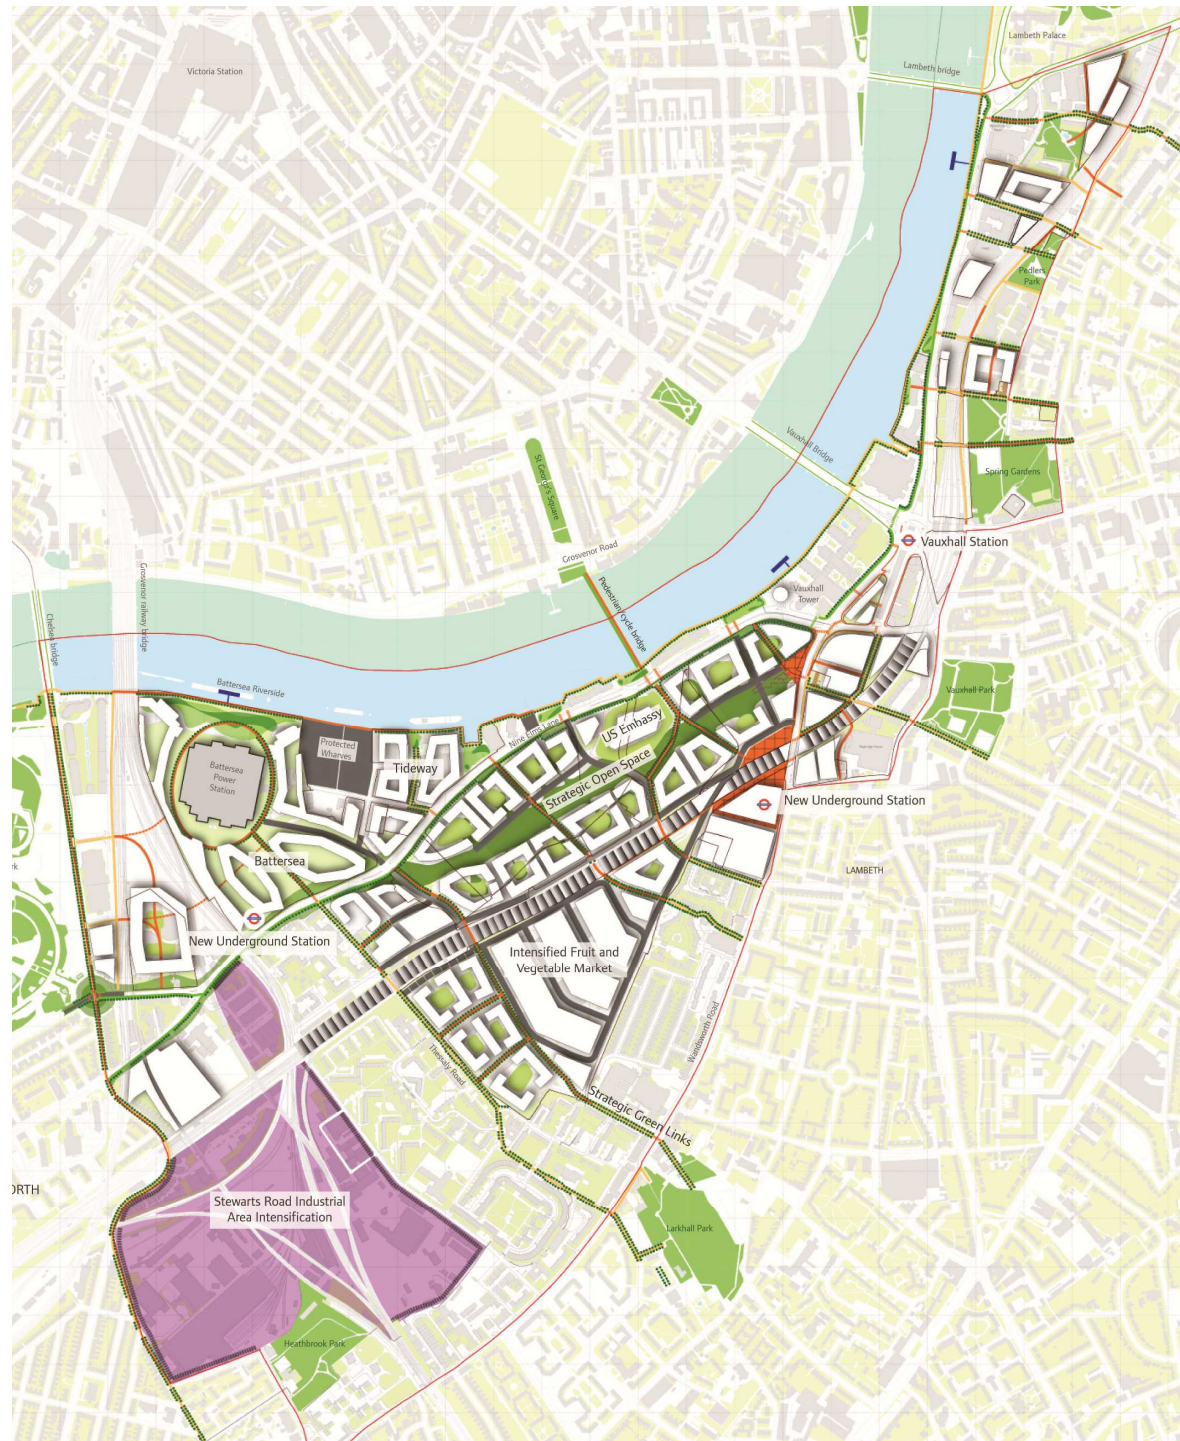 Lambeth Palace
Victoria Station
Lambeth bridge
Pedlers
Park
Vauxhall Bridge
St George's Square
Spring Gardens
Vauxhall Station
Grosvenor Road
Grosvenor railway bridge
Pedestrian/cycle bridge
Vauxhall
Tower
Chelsea bridge
Battersea Riverside
Vauxhall Park
Nine Elms Lane
US Embassy
Protected
Wharves
Tideway
Battersea
Power
Station
Strategic Open Space
New Underground Station
Battersea
rk
LAMBETH
New Underground Station
Intensified Fruit and
Vegetable Market
Wandsworth Road
Thessaly Road
Strategic Green Links
ORTH
Stewarts Road Industrial
Area Intensification
Larkhall Park
Heathbrook Park